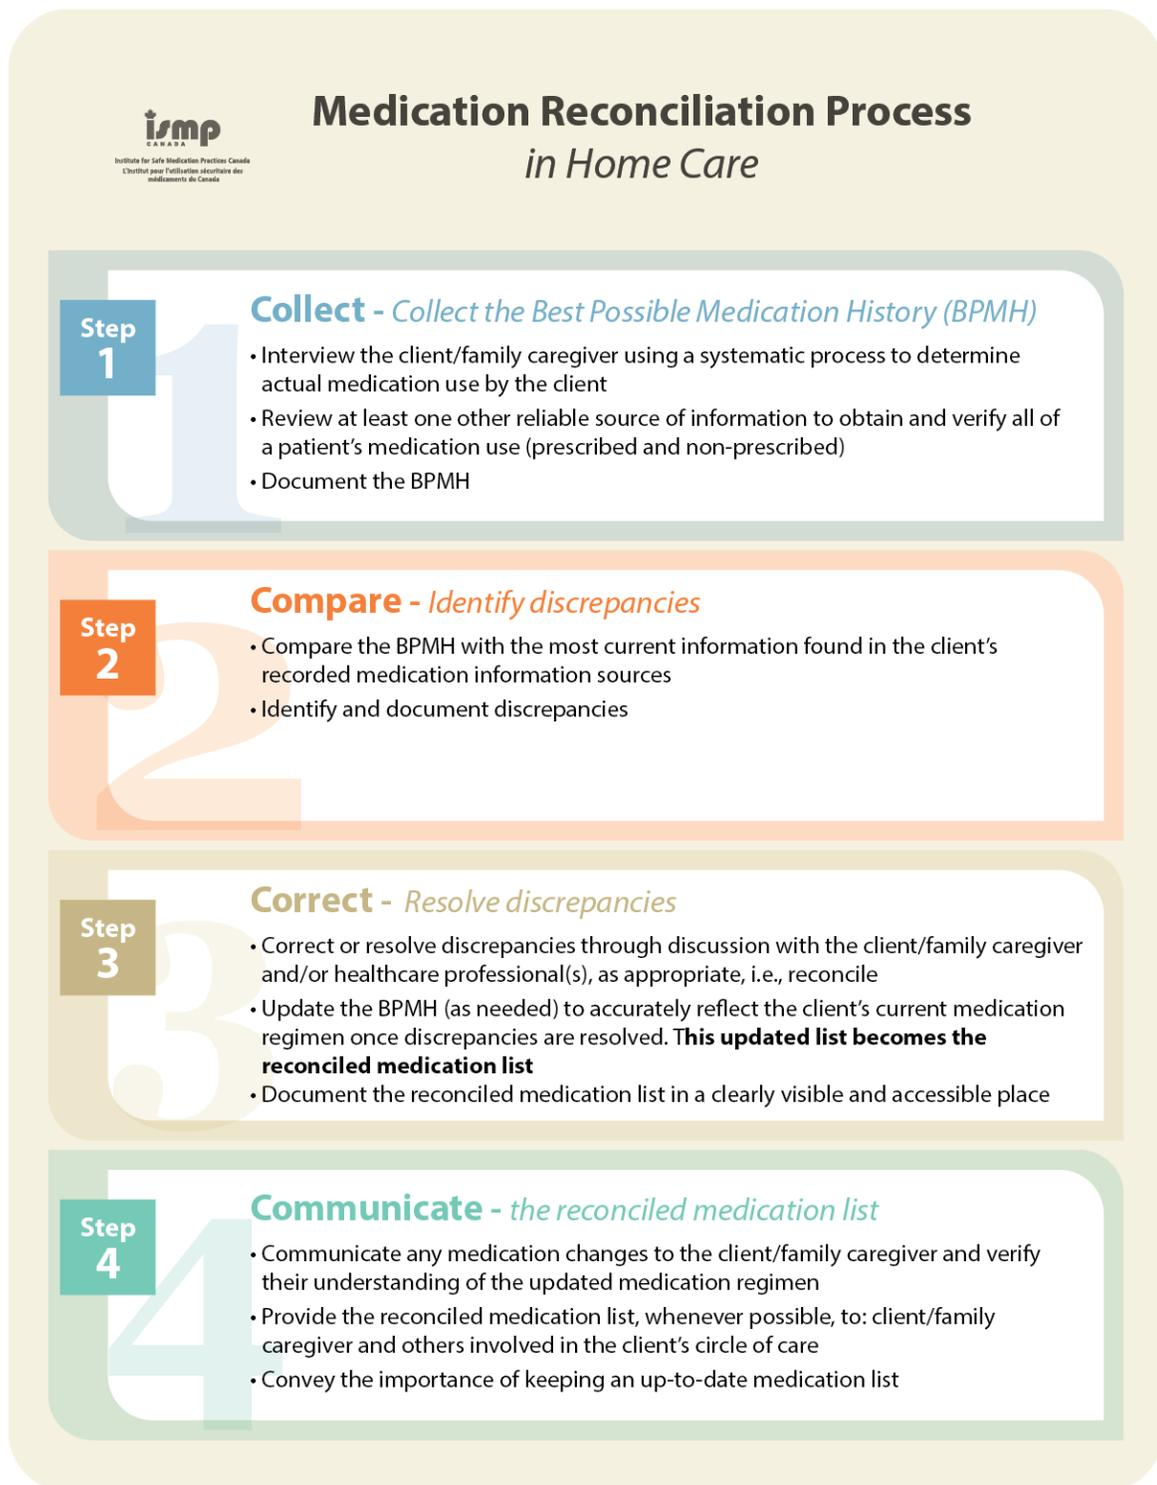 ismp
CANADA
Institute for Safe Medication Practices Canada
L'Institut pour l'utilisation sécuritaire des
médicaments du Canada
Medication Reconciliation Process
in Home Care
1
Step
1
Collect - Collect the Best Possible Medication History (BPMH)
• Interview the client/family caregiver using a systematic process to determine
actual medication use by the client
• Review at least one other reliable source of information to obtain and verify all of
a patient's medication use (prescribed and non-prescribed)
• Document the BPMH
2
Step
2
Compare - Identify discrepancies
• Compare the BPMH with the most current information found in the client's
recorded medication information sources
• Identify and document discrepancies
3
Step
3
Correct - Resolve discrepancies
• Correct or resolve discrepancies through discussion with the client/family caregiver
and/or healthcare professional(s), as appropriate, i.e., reconcile
• Update the BPMH (as needed) to accurately reflect the client's current medication
regimen once discrepancies are resolved. This updated list becomes the
reconciled medication list
• Document the reconciled medication list in a clearly visible and accessible place
4
Step
4
Communicate - the reconciled medication list
• Communicate any medication changes to the client/family caregiver and verify
their understanding of the updated medication regimen
• Provide the reconciled medication list, whenever possible, to: client/family
caregiver and others involved in the client's circle of care
• Convey the importance of keeping an up-to-date medication list